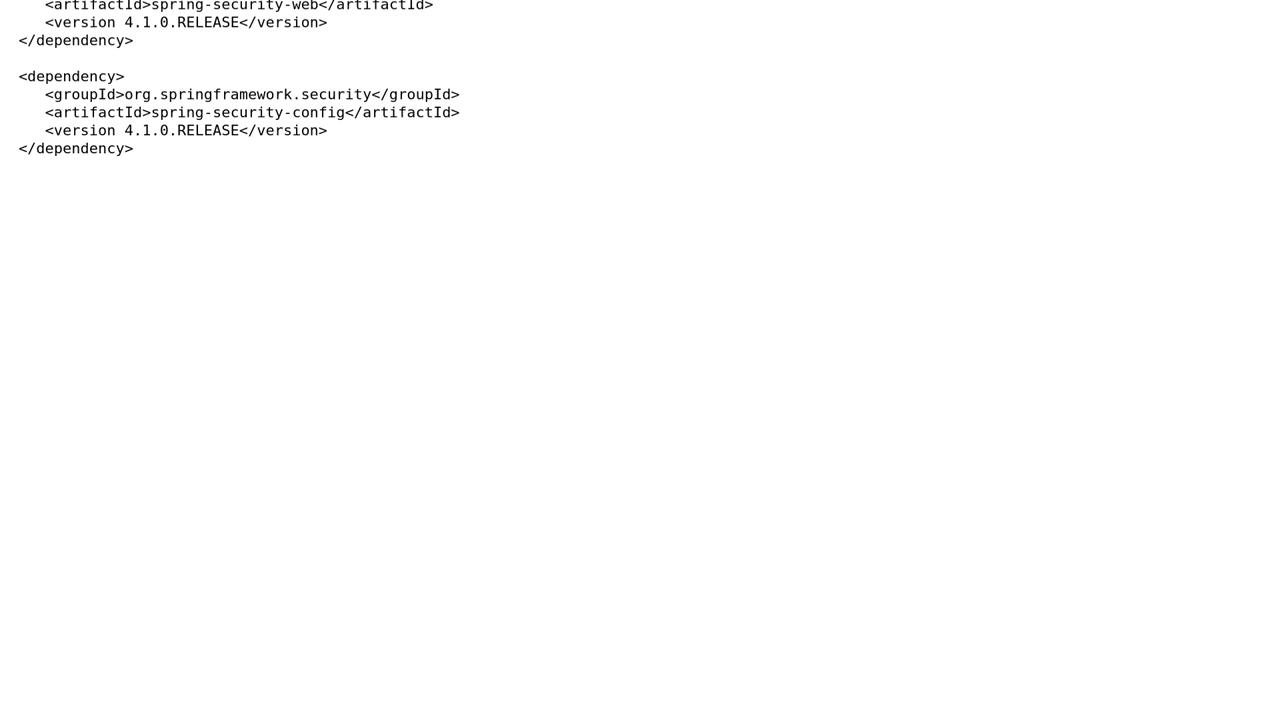 <artifactId>spring-security-web</artifactId>
<version 4.1.0.RELEASE</version>
</dependency>
<dependency>
<groupId>org.springframework.security</groupId>
<artifactId>spring-security-config</artifactId>
<version 4.1.0.RELEASE</version>
</dependency>